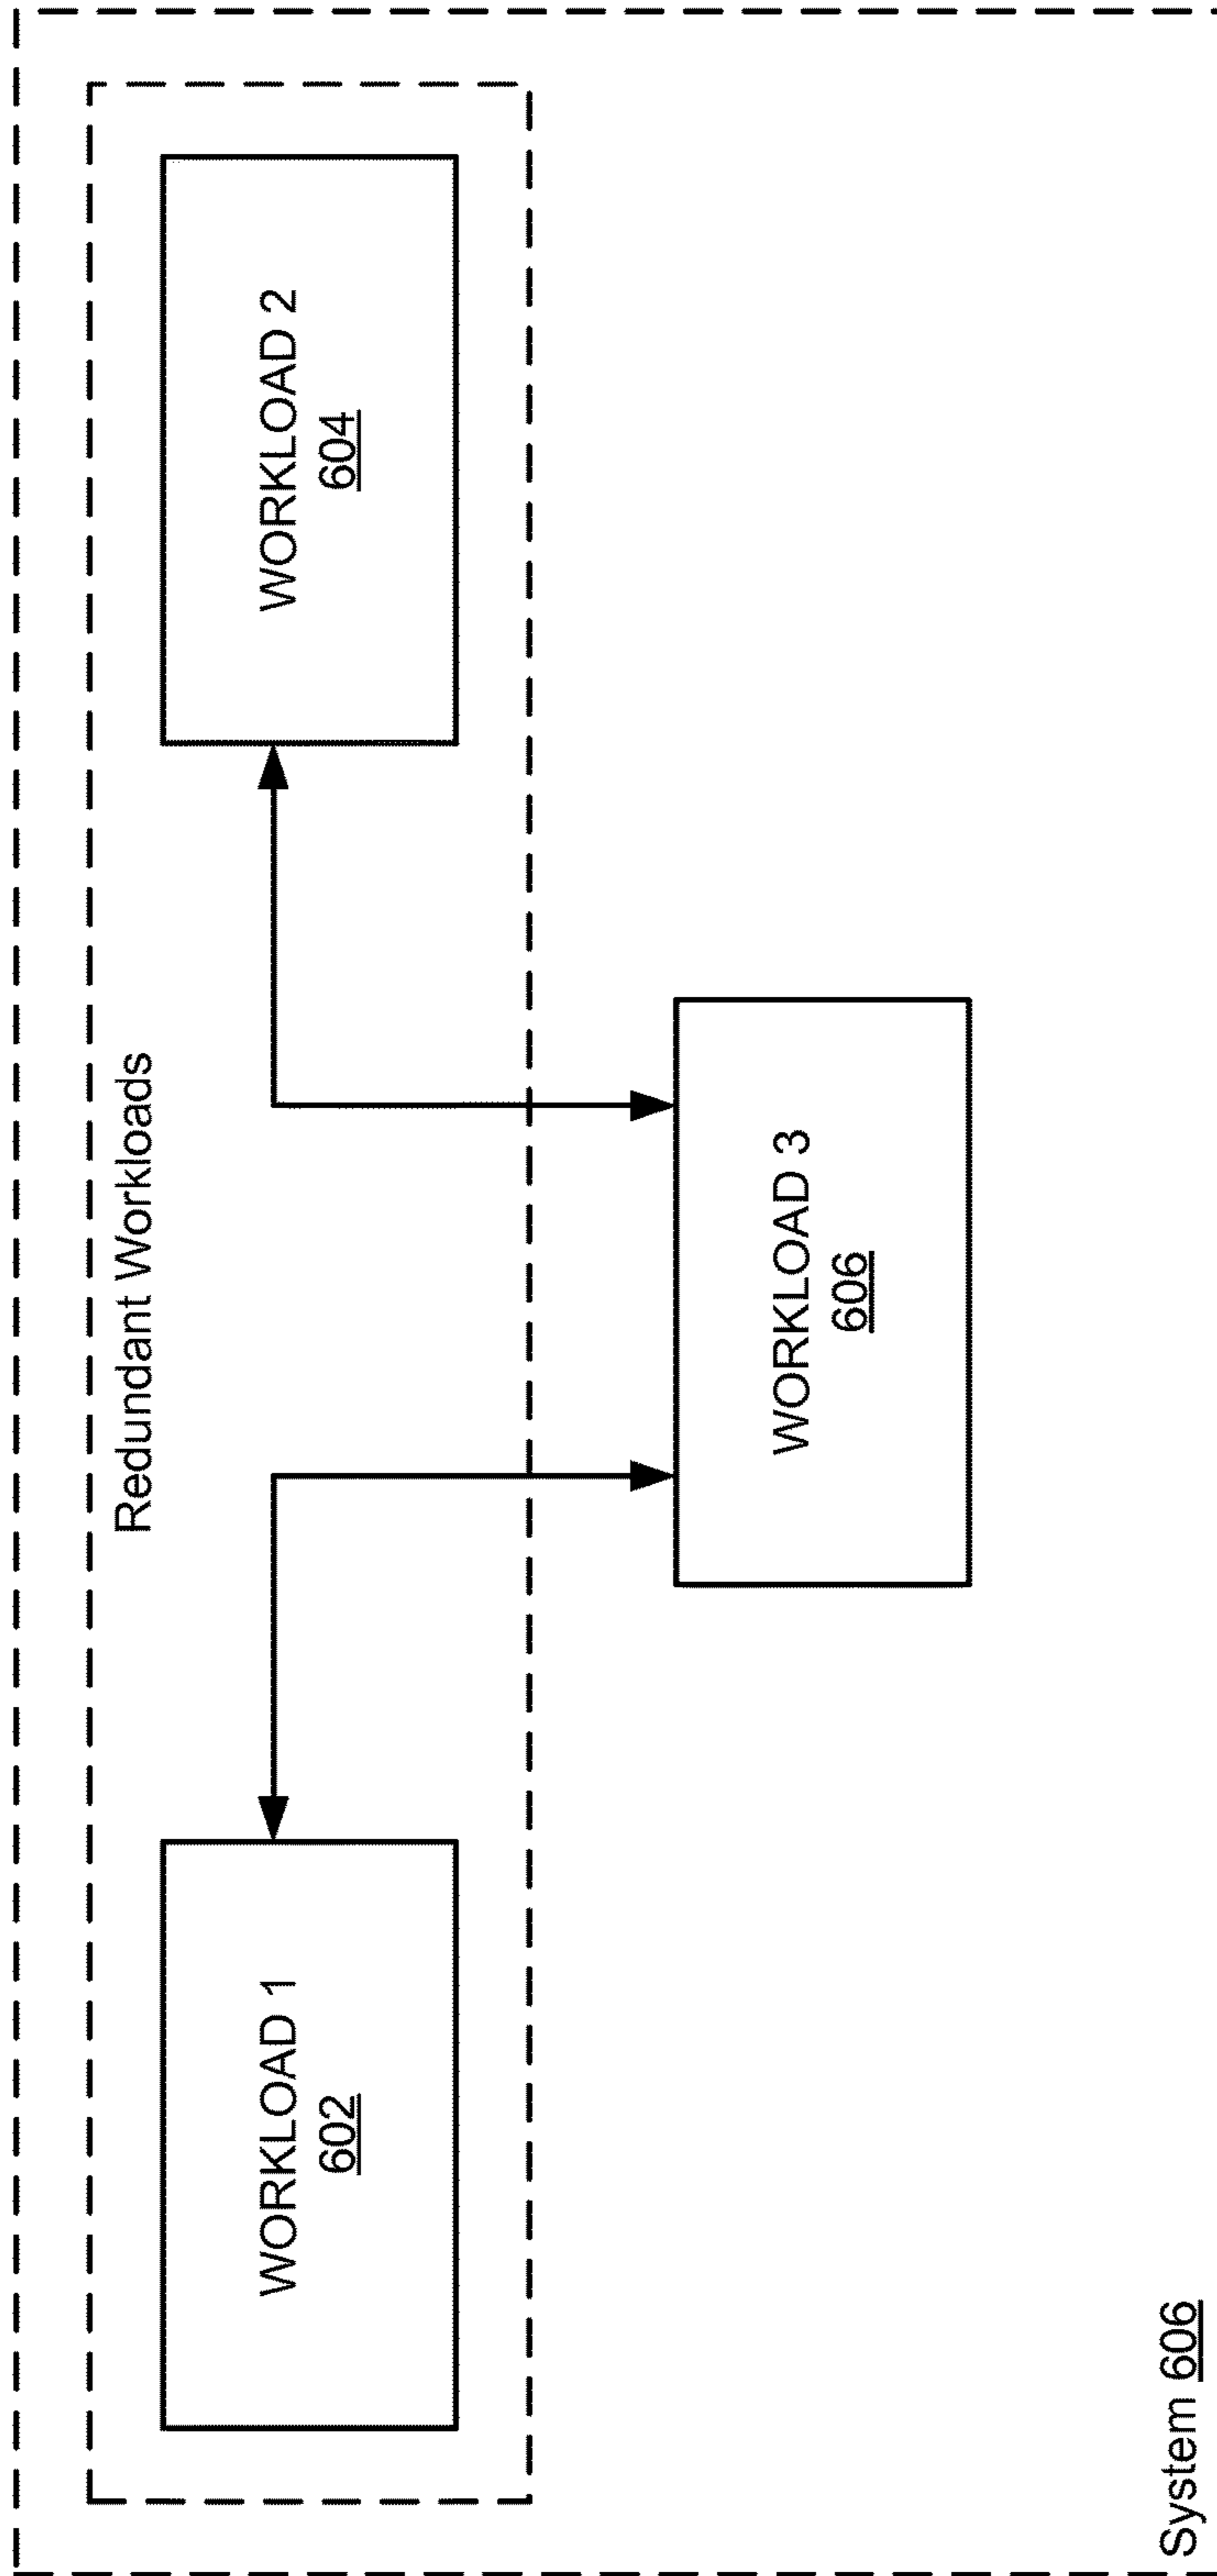 Redundant Workloads
WORKLOAD 1
602
WORKLOAD 2
604
WORKLOAD 3
606
System 606